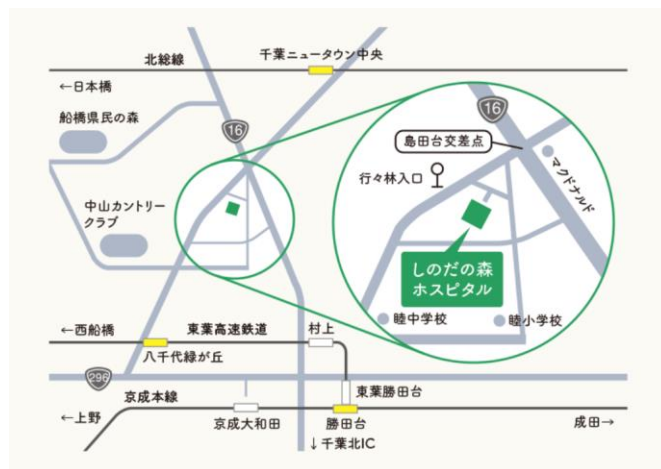 北総線
千葉ニュータウン中央
←日本橋
船橋県民の森
16
中山カントリー
クラブ
16
島田台交差点
マクドナルド
行々林入口
しのだの森
ホスピタル
睦中学校
睦小学校
←西船橋
東葉高速鉄道
村上
八千代緑が丘
296
東葉勝田台
京成本線
←上野
京成大和田
勝田台
成田→
↓千葉北IC